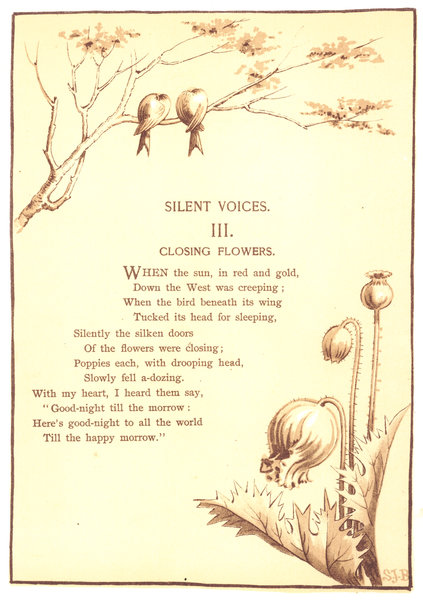 SILENT VOICES.
III.
CLOSING FLOWERS.
WHEN the sun, in red and gold,
Down the West was creeping;
When the bird beneath its wing
Tucked its head for sleeping,
Silently the silken doors
Of the flowers were closing;
Poppies each, with drooping head,
Slowly fell a-dozing.
With my heart, I heard them say,
"Good-night till the morrow:
Here's good-night to all the world
Till the happy morrow."
S.J.B